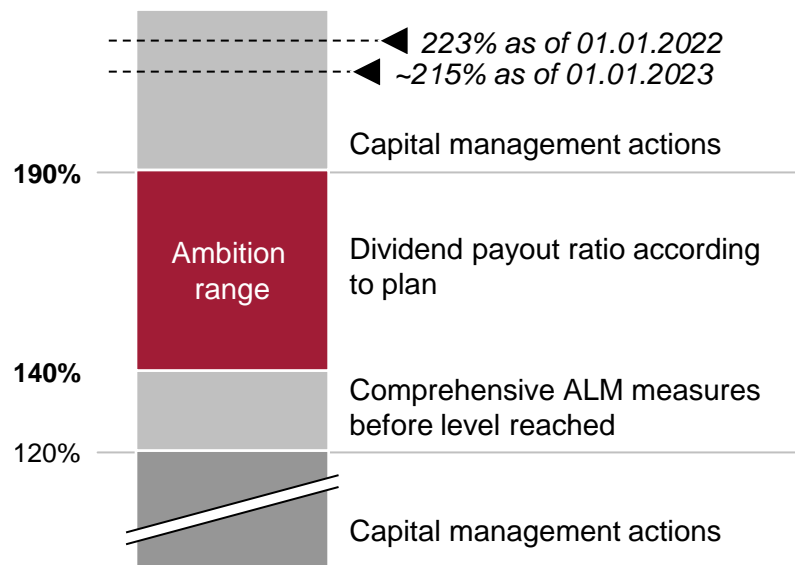 223% as of 01.01.2022
~215% as of 01.01.2023
Capital management actions
190%
Ambition
range
Dividend payout ratio according
to plan
140%
Comprehensive ALM measures
before level reached
120%
Capital management actions